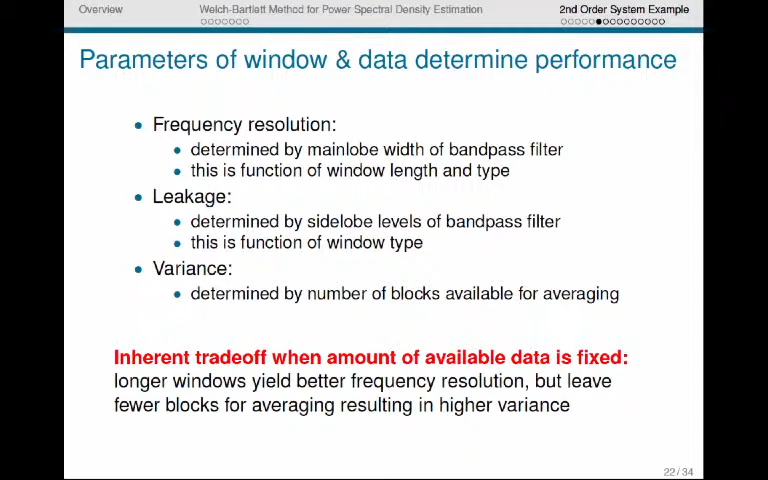 Overview
Welch-Bartlett Method for Power Spectral Density Estimation
2nd Order System Example
Parameters of window & data determine performance
• Frequency resolution:
• determined by mainlobe width of bandpass filter
• this is function of window length and type
• Leakage:
• determined by sidelobe levels of bandpass filter
• this is function of window type
• Variance:
• determined by number of blocks available for averaging
Inherent tradeoff when amount of available data is fixed:
longer windows yield better frequency resolution, but leave
fewer blocks for averaging resulting in higher variance
22 / 34